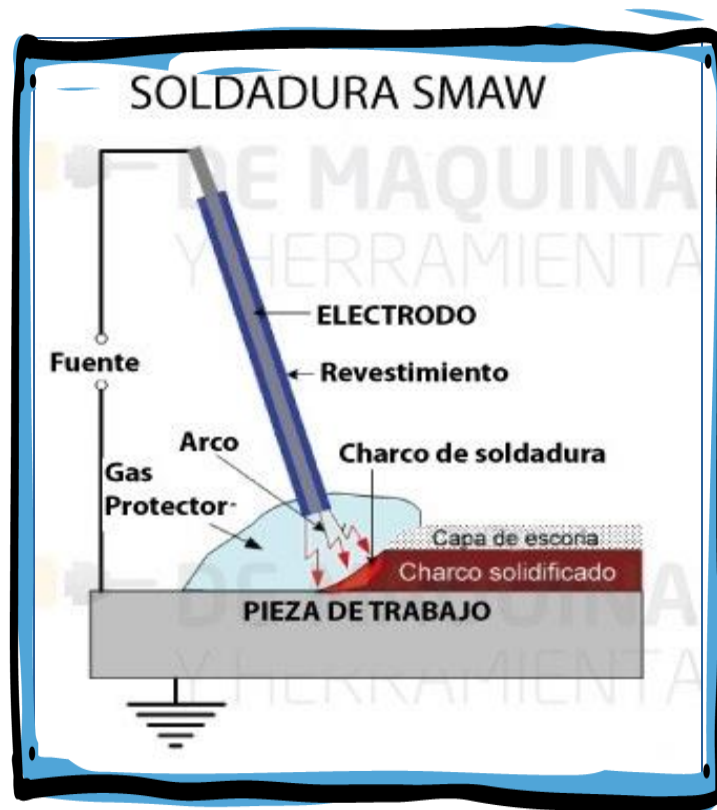 SOLDADURA SMAW
DE MAQUINA
Y HERRAMIENTA
ELECTRODO
Fuente
Revestimiento
Arco
Charco de soldadura
Gas
Protector-
Capa de escoria
Charco solidificado
PIEZA DE TRABAJO
DE MAQUINA
Y HERRAMIENTA